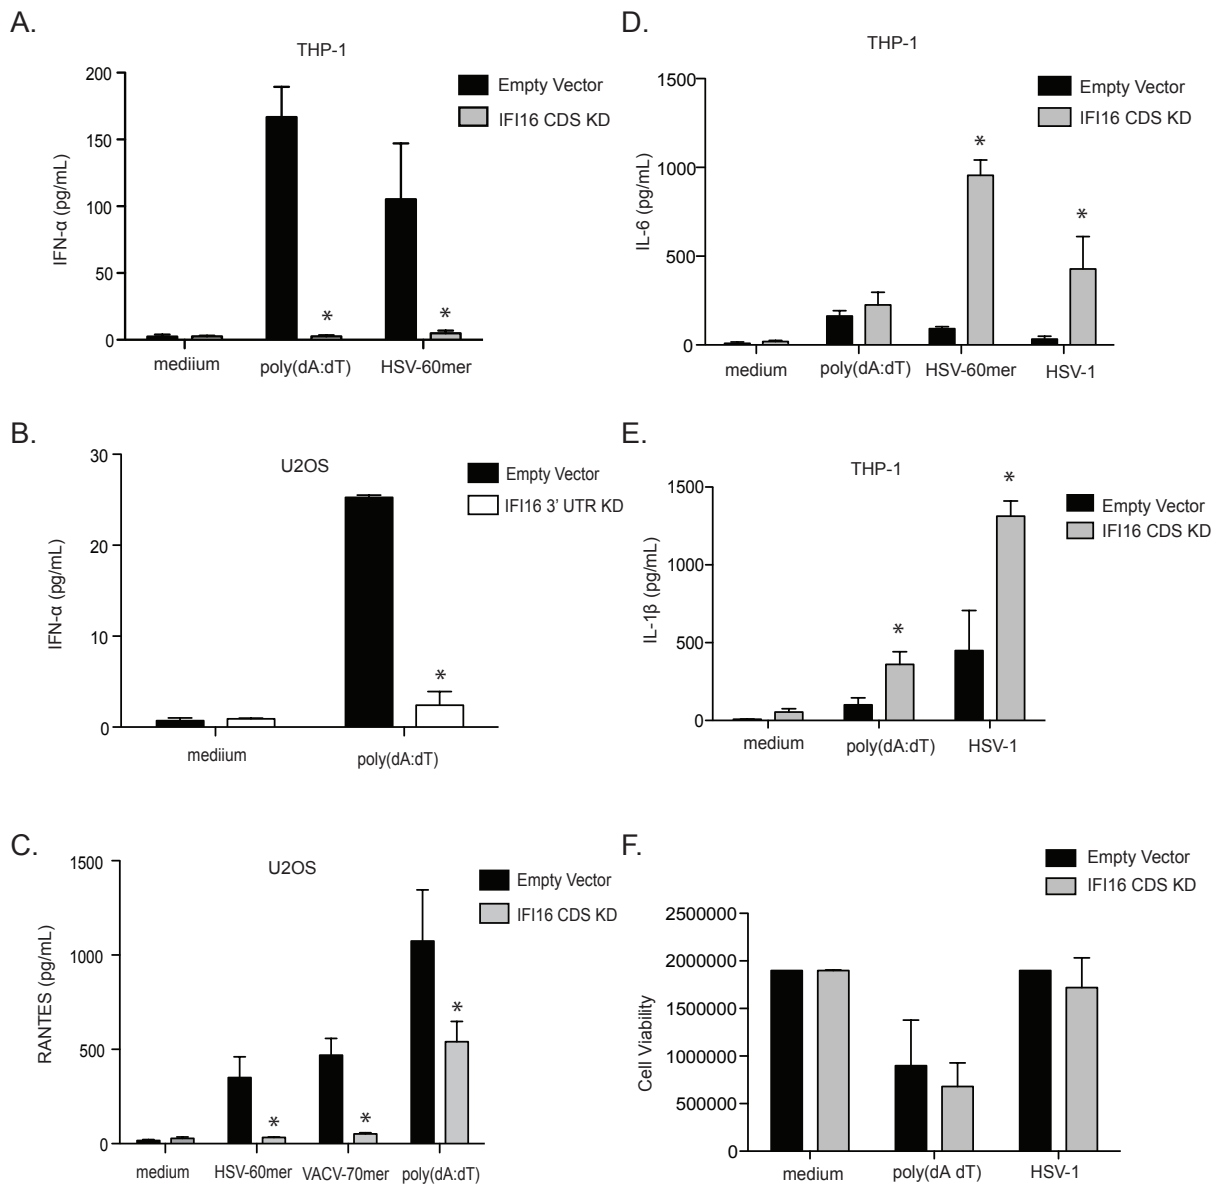 A.
THP-1
Empty Vector
IFI16 CDS KD
IFN-α (pg/mL)
200
150
100
50
0
*
*
mediium
poly(dA:dT)
HSV-60mer
B.
U2OS
Empty Vector
IFI16 3' UTR KD
IFN-α (pg/mL)
30
20
10
0
*
mediium
poly(dA:dT)
C.
U2OS
Empty Vector
IFI16 CDS KD
RANTES (pg/mL)
1500
1000
500
0
*
*
*
medium
HSV-60mer
VACV-70mer
poly(dA:dT)
D.
THP-1
Empty Vector
IFI16 CDS KD
IL-6 (pg/mL)
1500
1000
500
0
*
*
medium
poly(dA:dT)
HSV-60mer
HSV-1
E.
THP-1
Empty Vector
IFI16 CDS KD
IL-1β (pg/mL)
1500
1000
500
0
*
*
medium
poly(dA:dT)
HSV-1
F.
Empty Vector
IFI16 CDS KD
Cell Viability
2500000
2000000
1500000
1000000
500000
0
medium
poly(dA dT)
HSV-1